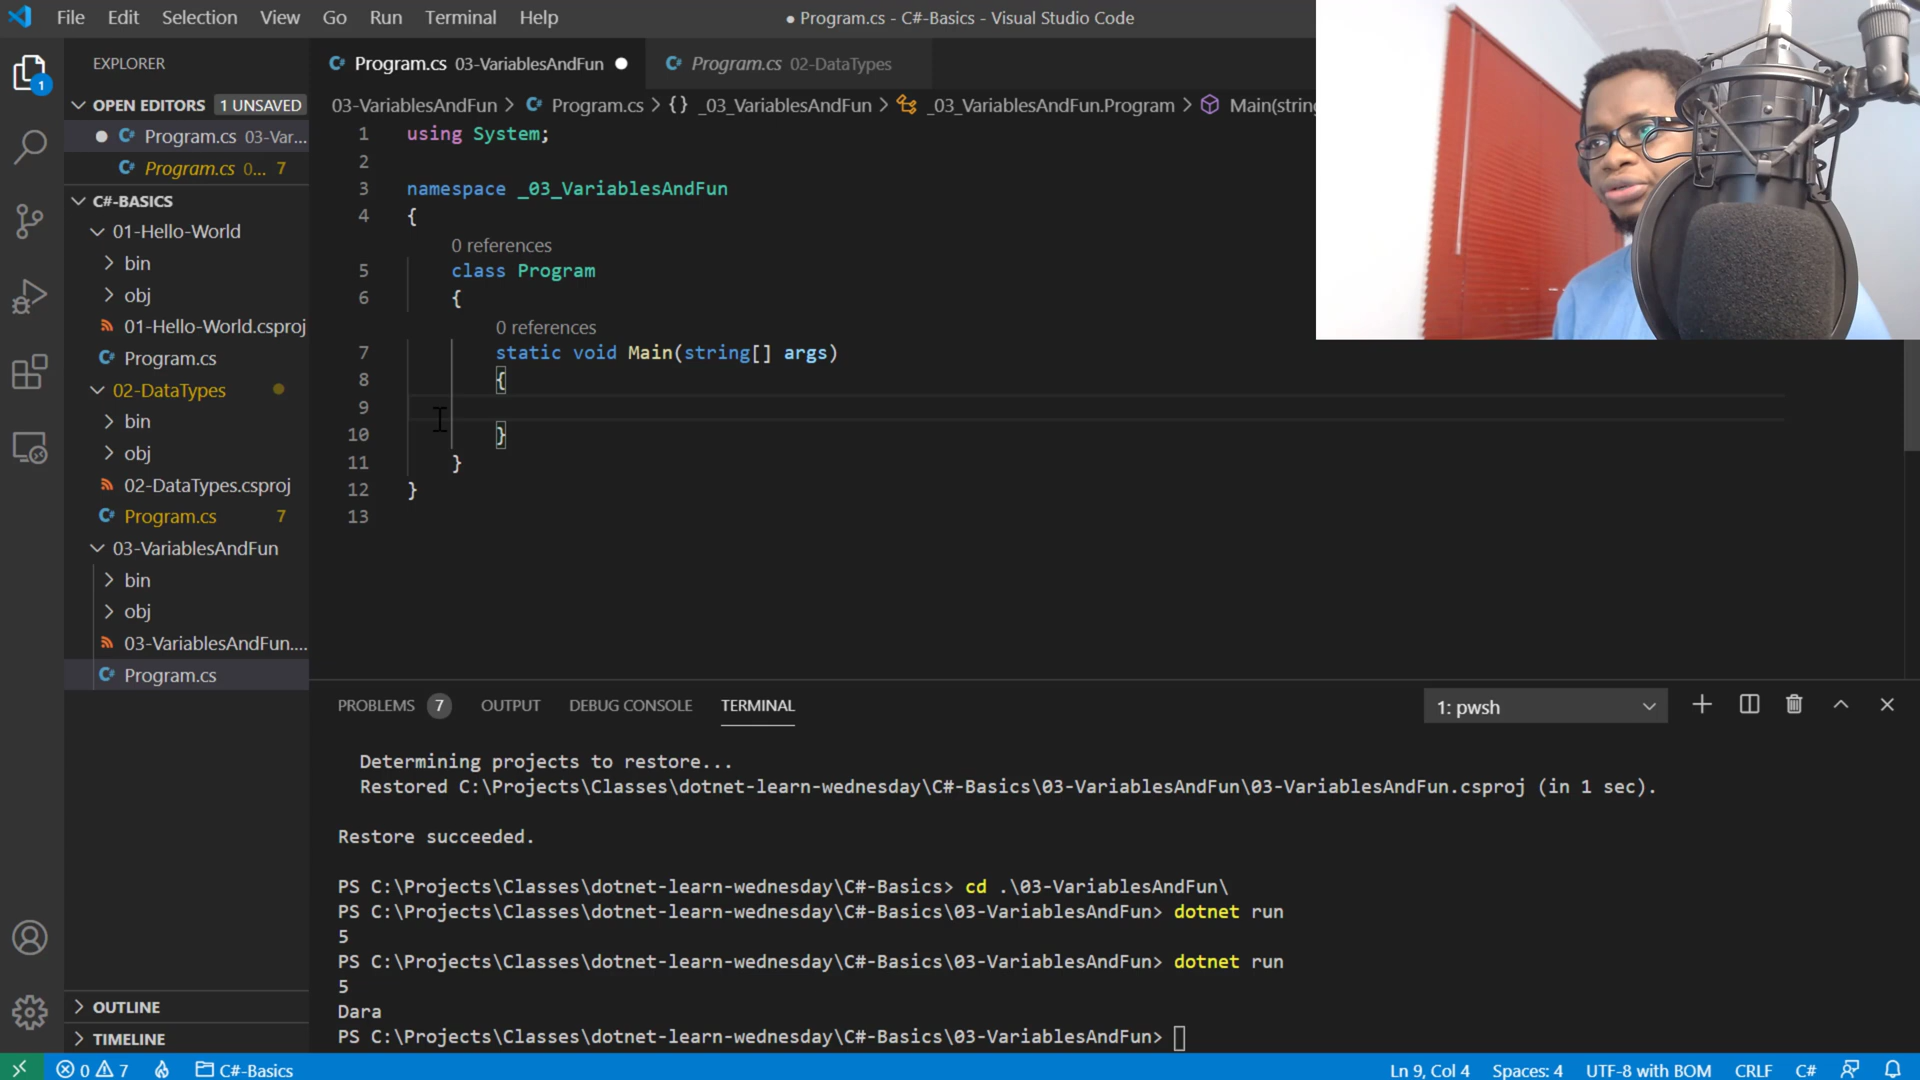 File Edit Selection View Go Run Terminal Help
● Program.cs - C#-Basics - Visual Studio Code
EXPLORER
OPEN EDITORS 1 UNSAVED
Program.cs 03-Var...
Program.cs 0... 7
C#-BASICS
01-Hello-World
bin
obj
01-Hello-World.csproj
Program.cs
02-DataTypes
bin
obj
02-DataTypes.csproj
Program.cs 7
03-VariablesAndFun
bin
obj
03-VariablesAndFun....
Program.cs
OUTLINE
TIMELINE
1
Program.cs 03-VariablesAndFun
Program.cs 02-DataTypes
03-VariablesAndFun > Program.cs > {} _03_VariablesAndFun > _03_VariablesAndFun.Program > Main(string
1 using System;
2
3 namespace _03_VariablesAndFun
4 {
0 references
5 class Program
6 {
0 references
7 static void Main(string[] args)
8 {
9
10 }
11 }
12 }
13
PROBLEMS 7 OUTPUT DEBUG CONSOLE TERMINAL
1: pwsh
Determining projects to restore...
Restored C:\Projects\Classes\dotnet-learn-wednesday\C#-Basics\03-VariablesAndFun\03-VariablesAndFun.csproj (in 1 sec).
Restore succeeded.
PS C:\Projects\Classes\dotnet-learn-wednesday\C#-Basics> cd .\03-VariablesAndFun\
PS C:\Projects\Classes\dotnet-learn-wednesday\C#-Basics\03-VariablesAndFun> dotnet run
5
PS C:\Projects\Classes\dotnet-learn-wednesday\C#-Basics\03-VariablesAndFun> dotnet run
5
Dara
PS C:\Projects\Classes\dotnet-learn-wednesday\C#-Basics\03-VariablesAndFun>
0 7 C#-Basics
Ln 9, Col 4 Spaces: 4 UTF-8 with BOM CRLF C#